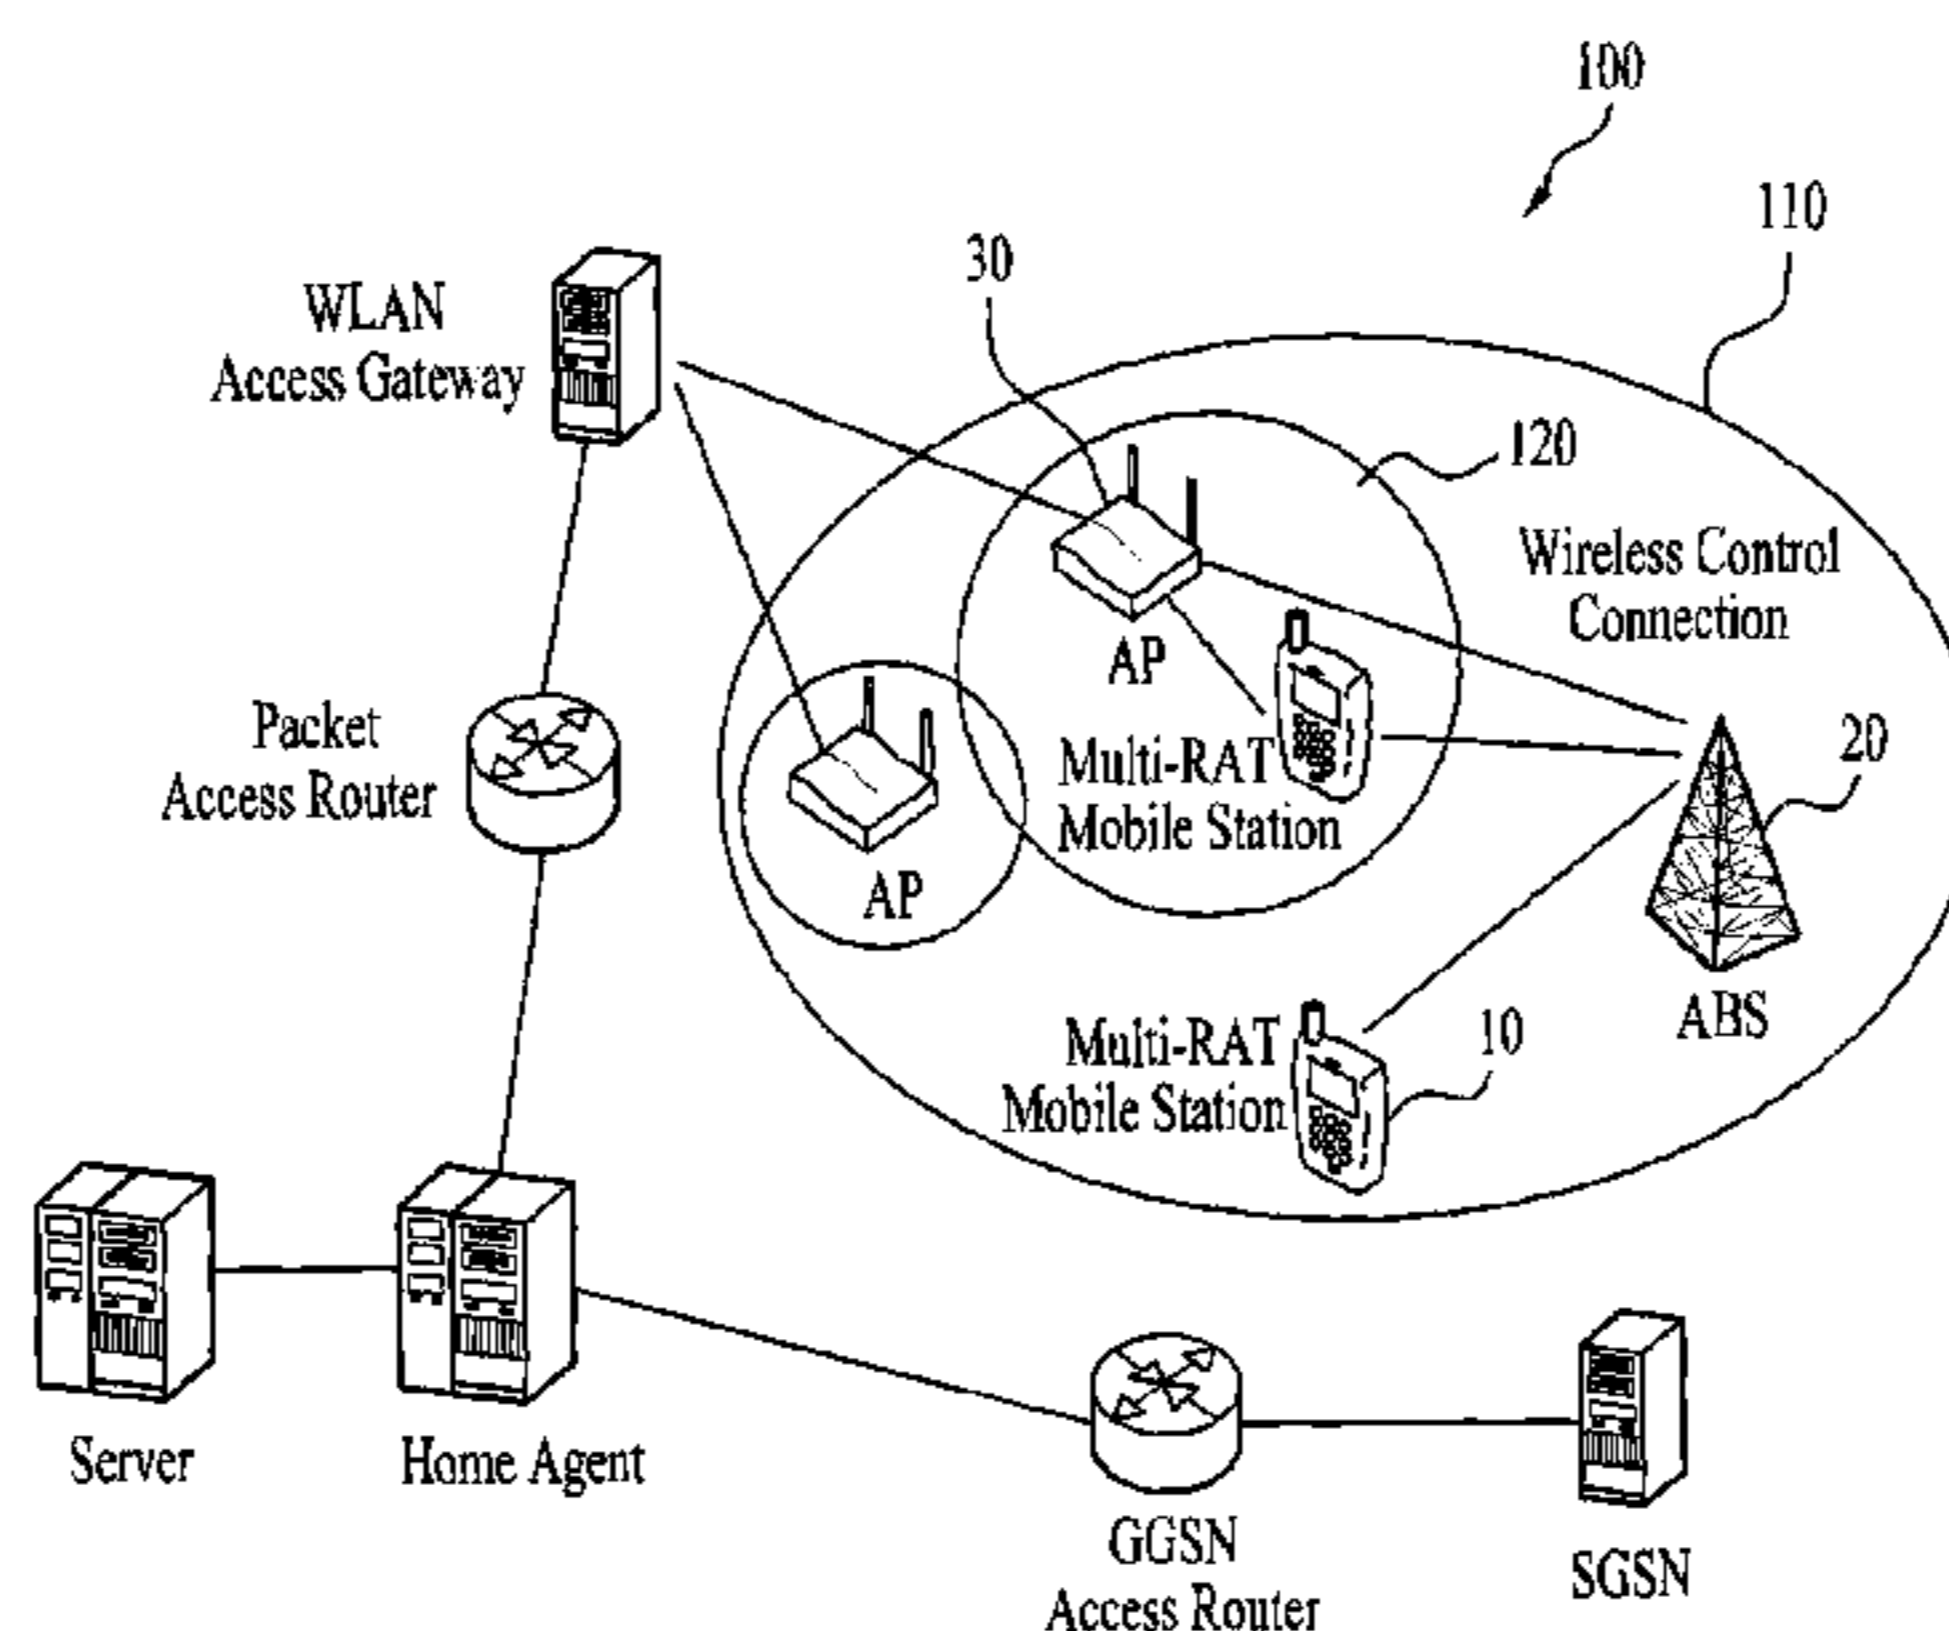 100
110
30
WLAN
Access Gateway
120
Wireless Control
Connection
AP
Packet
Access Router
20
Multi-RAT
Mobile Station
AP
ABS
Multi-RAT
Mobile Station
10
Server
Home Agent
GGSN
Access Router
SGSN